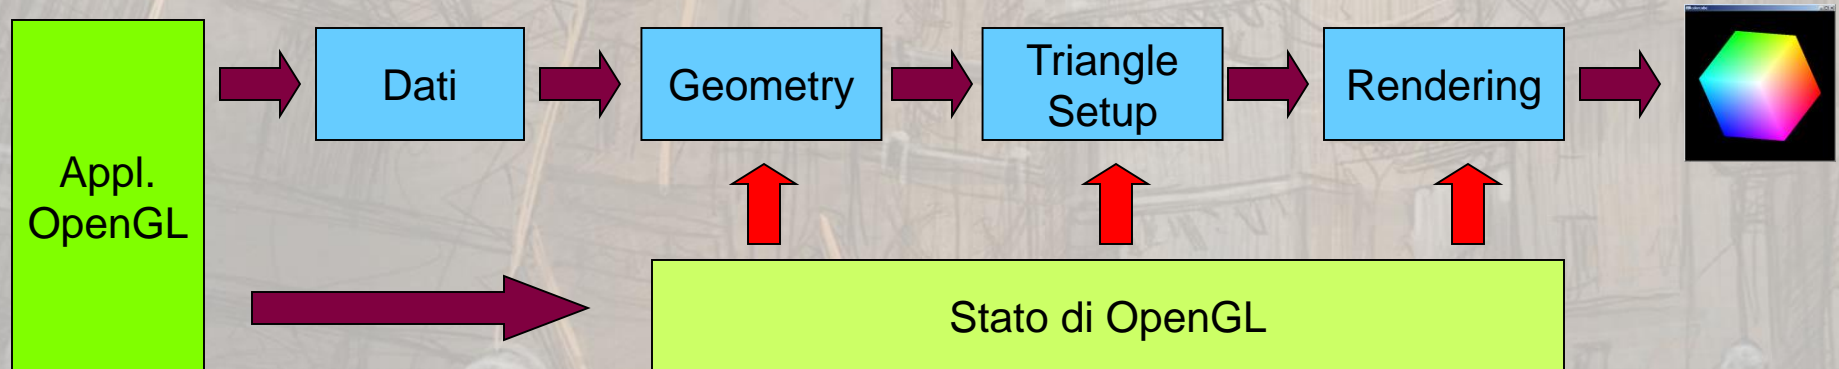 Appl.
OpenGL
Dati
Geometry
Triangle
Setup
Rendering
Stato di OpenGL